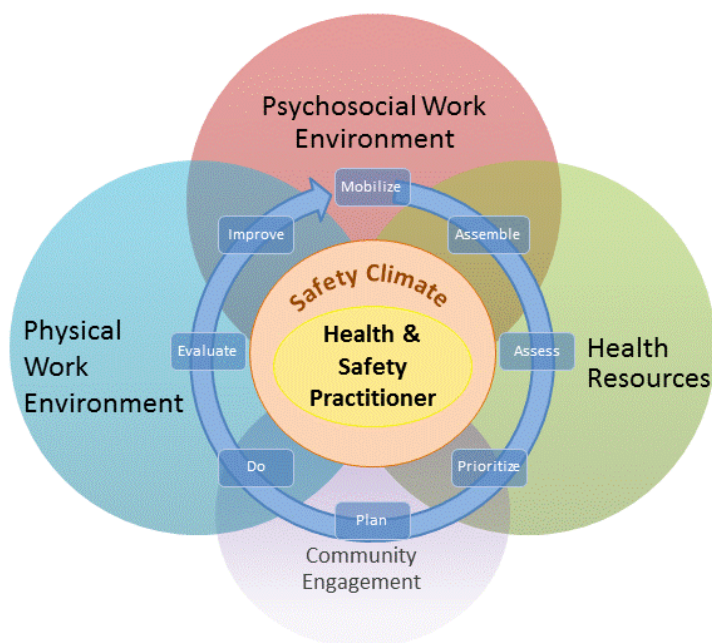 Psychosocial Work
Environment
Mobilize
Improve
Assemble
Safety Climate
Physical
Work
Environment
Evaluate
Health &
Safety
Practitioner
Assess
Health
Resources
Do
Prioritize
Plan
Community
Engagement